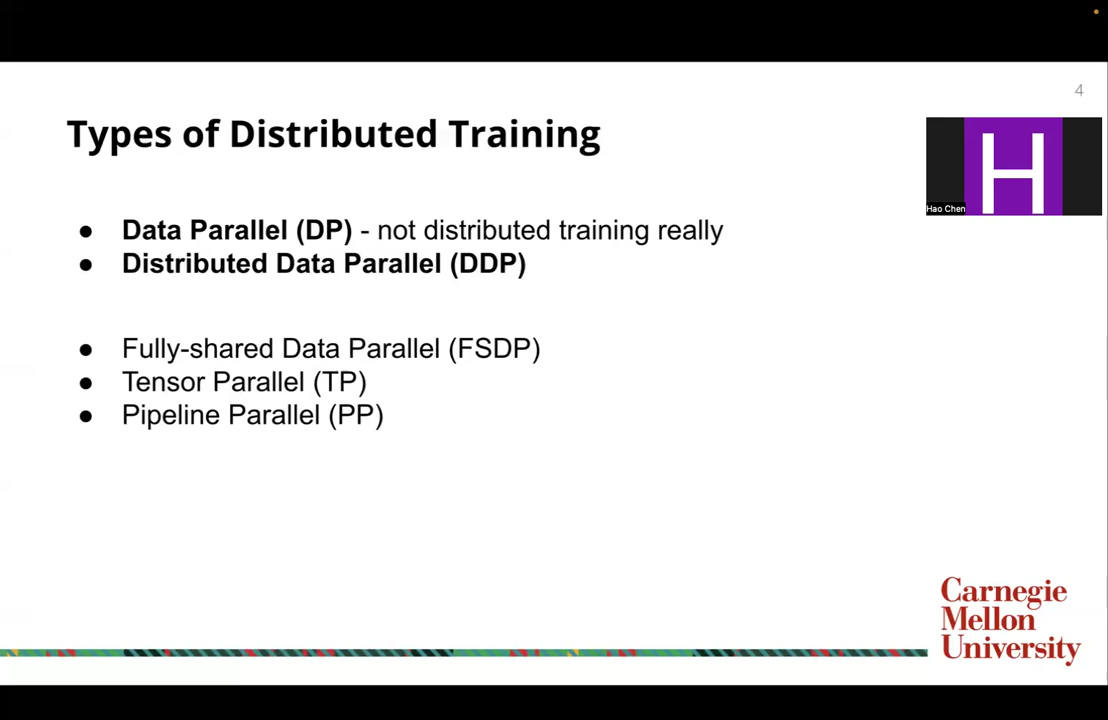 4
Types of Distributed Training
H
Hao Chen
● Data Parallel (DP) - not distributed training really
● Distributed Data Parallel (DDP)
● Fully-shared Data Parallel (FSDP)
● Tensor Parallel (TP)
● Pipeline Parallel (PP)
Carnegie
Mellon
University